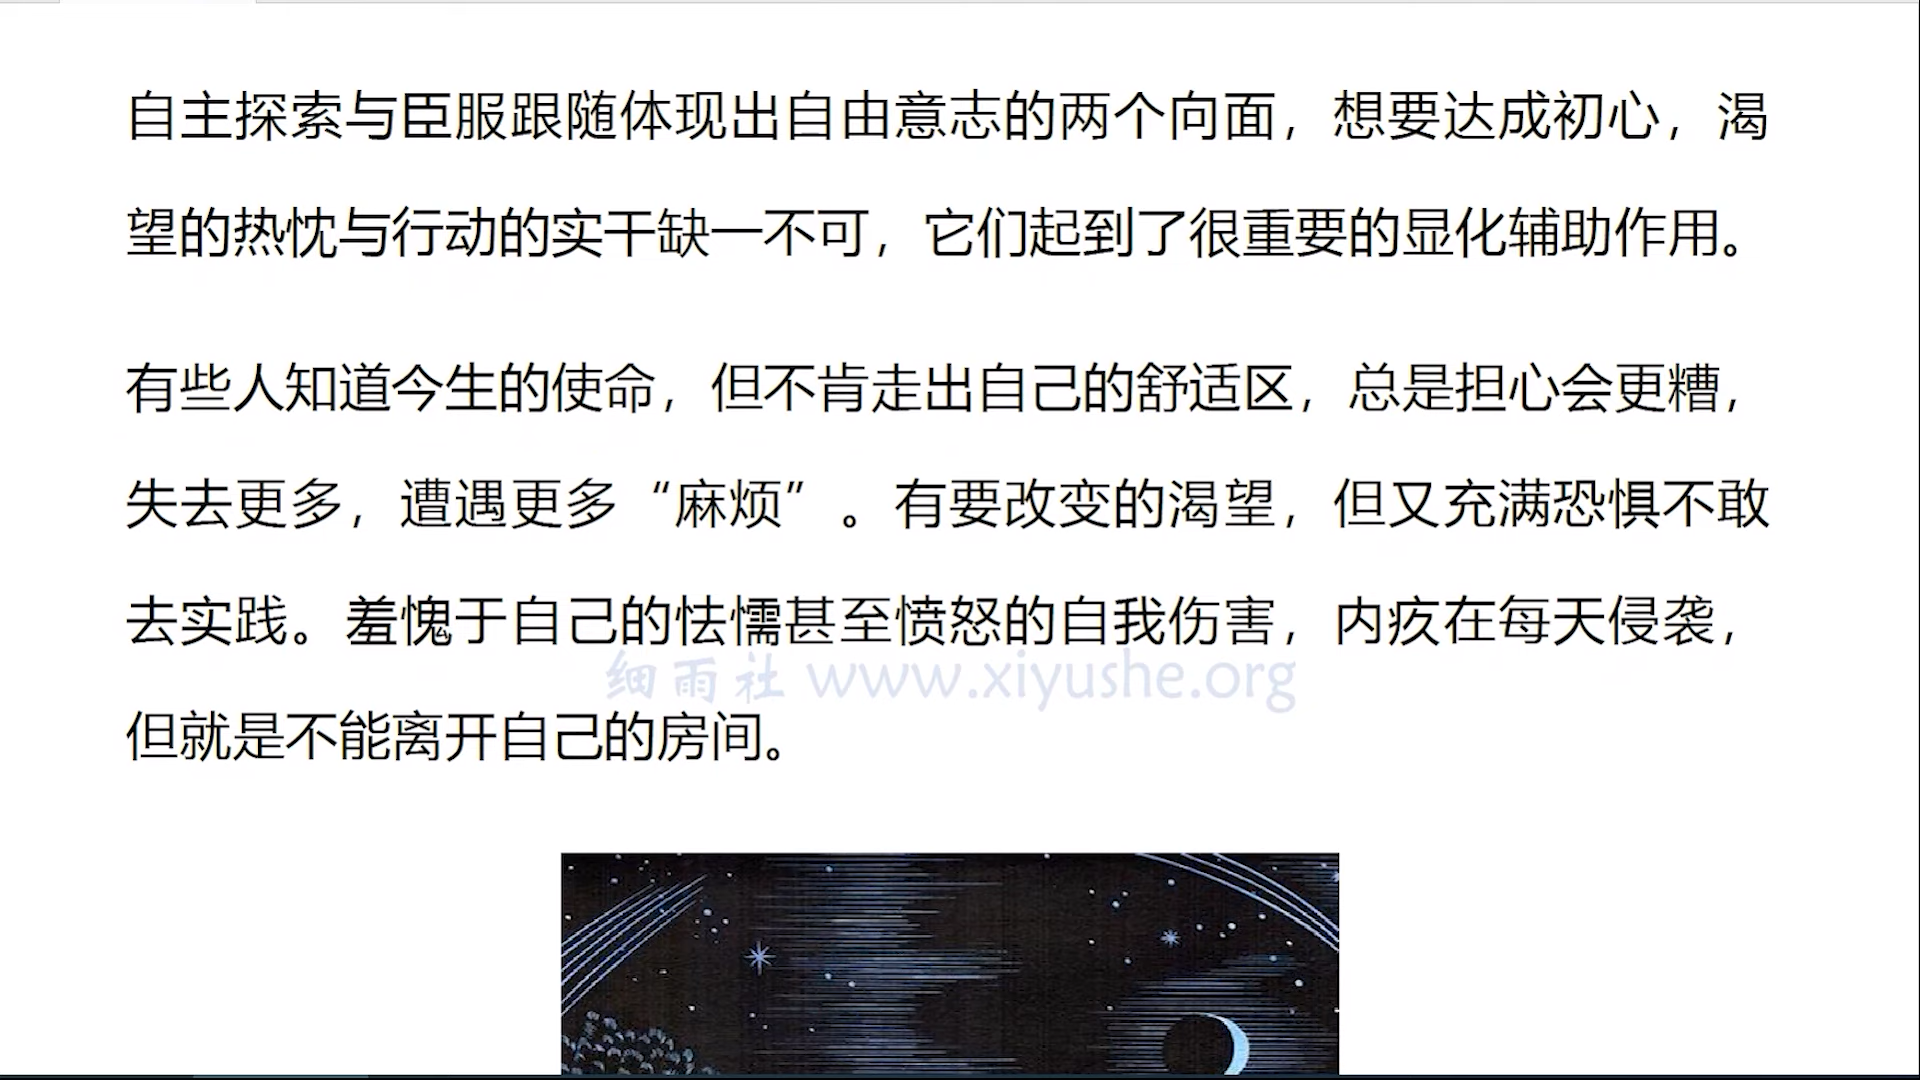 自主探索与臣服跟随体现出自由意志的两个向面，想要达成初心，渴
望的热忱与行动的实干缺一不可，它们起到了很重要的显化辅助作用。
有些人知道今生的使命，但不肯走出自己的舒适区，总是担心会更糟，
失去更多，遭遇更多“麻烦”。有要改变的渴望，但又充满恐惧不敢
去实践。羞愧于自己的怯懦甚至愤怒的自我伤害，内疚在每天侵袭，
细雨社 www.xiyushe.org
但就是不能离开自己的房间。